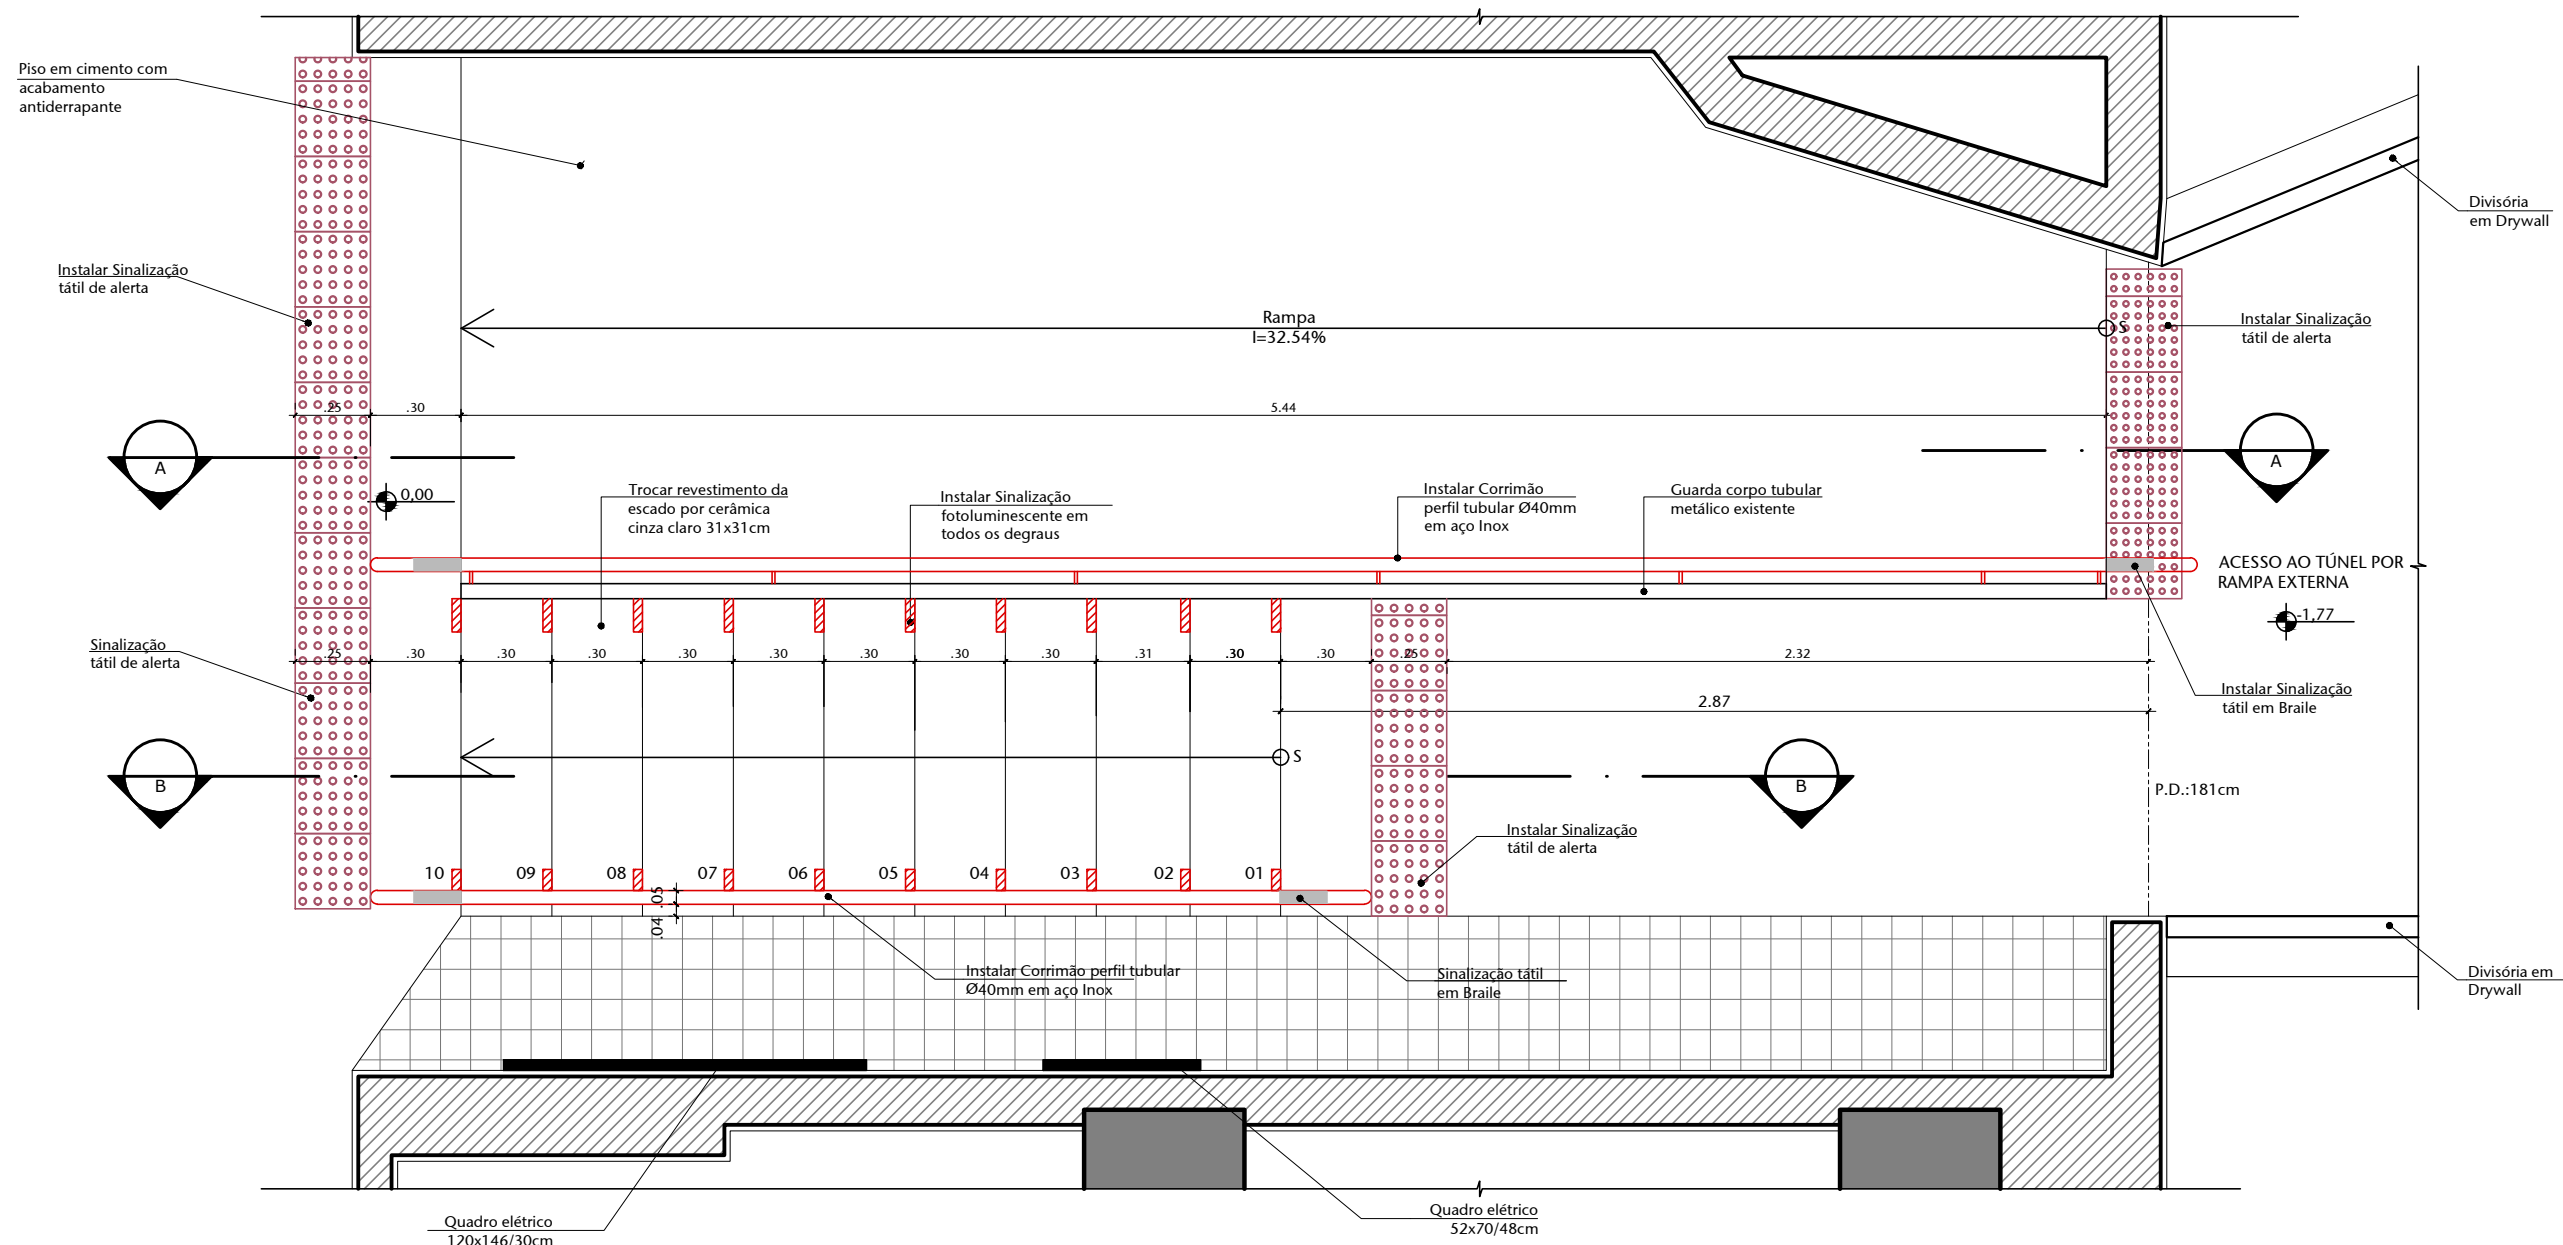 Piso em cimento com
acabamento
antiderrapante
Divisória
em Drywall
Instalar Sinalização
tátil de alerta
Rampa
I=32.54%
S
Instalar Sinalização
tátil de alerta
.25
.30
5.44
A
A
0,00
Trocar revestimento da
escado por cerâmica
cinza claro 31x31cm
Instalar Sinalização
fotoluminescente em
todos os degraus
Instalar Corrimão
perfil tubular Ø40mm
em aço Inox
Guarda corpo tubular
metálico existente
ACESSO AO TÚNEL POR
RAMPA EXTERNA
-1,77
Sinalização
tátil de alerta
.25
.30
.30
.30
.30
.30
.30
.30
.30
.31
.30
.30
.25
2.32
2.87
Instalar Sinalização
tátil em Braile
S
B
B
P.D.:181cm
Instalar Sinalização
tátil de alerta
10
09
08
07
06
05
04
03
02
01
.05
.04
Instalar Corrimão perfil tubular
Ø40mm em aço Inox
Sinalização tátil
em Braile
Divisória em
Drywall
Quadro elétrico
120x146/30cm
Quadro elétrico
52x70/48cm